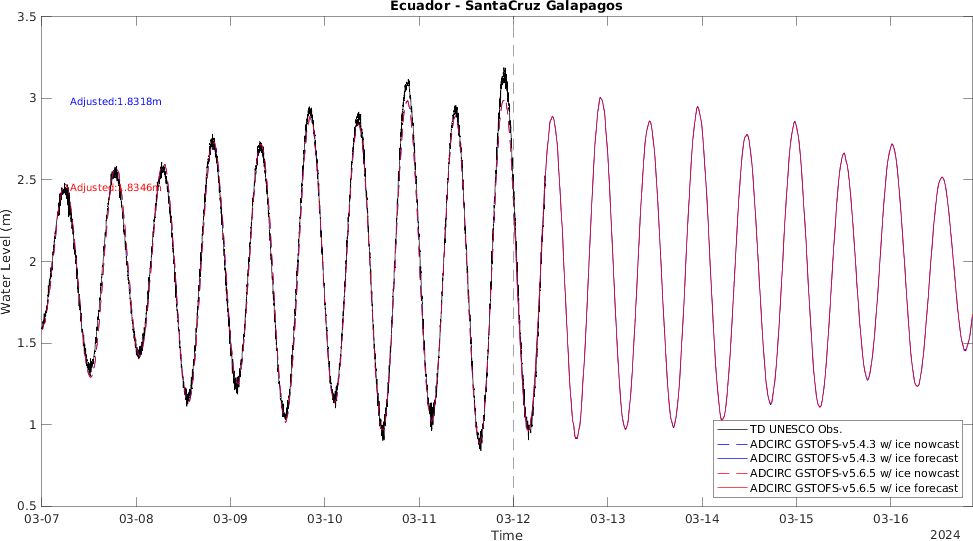 Ecuador - SantaCruz Galapagos
3.5
3
2.5
2
1.5
1
0.5
Water Level (m)
Adjusted:1.8318m
Adjusted:1.8346m
TD UNESCO Obs.
ADCIRC GSTOFS-v5.4.3 w/ ice nowcast
ADCIRC GSTOFS-v5.4.3 w/ ice forecast
ADCIRC GSTOFS-v5.6.5 w/ ice nowcast
ADCIRC GSTOFS-v5.6.5 w/ ice forecast
03-07 03-08 03-09 03-10 03-11 03-12 03-13 03-14 03-15 03-16
Time
2024